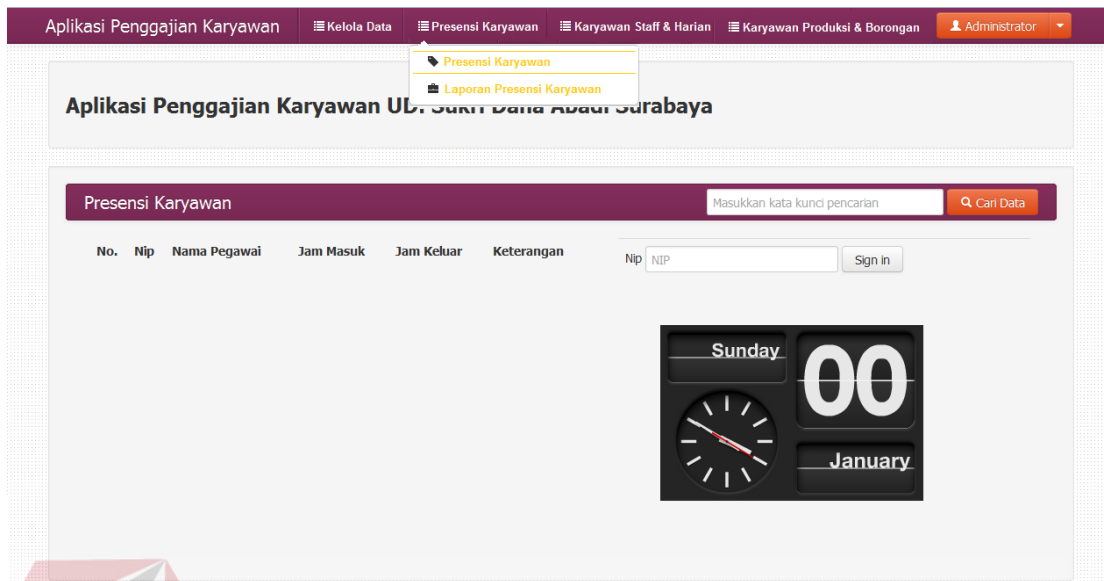 Aplikasi Penggajian Karyawan Kelola Data Presensi Karyawan Karyawan Staff & Harian Karyawan Produksi & Borongan Administrator
Presensi Karyawan
Laporan Presensi Karyawan
Aplikasi Penggajian Karyawan Abadi Surabaya
Presensi Karyawan Masukkan kata kunci pencarian Cari Data
No. Nip Nama Pegawai Jam Masuk Jam Keluar Keterangan
Nip NIP Sign in
Sunday 00
January